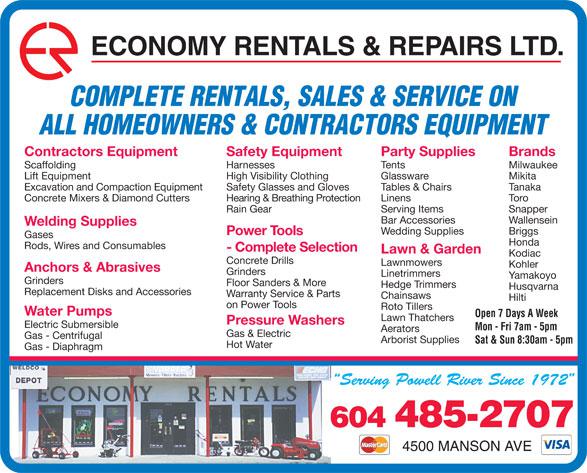 ECONOMY RENTALS & REPAIRS LTD.
COMPLETE RENTALS, SALES & SERVICE ON
ALL HOMEOWNERS & CONTRACTORS EQUIPMENT
Contractors Equipment
Scaffolding
Lift Equipment
Excavation and Compaction Equipment
Concrete Mixers & Diamond Cutters
Welding Supplies
Gases
Rods, Wires and Consumables
Anchors & Abrasives
Grinders
Replacement Disks and Accessories
Water Pumps
Electric Submersible
Gas - Centrifugal
Gas - Diaphragm
Safety Equipment
Harnesses
High Visibility Clothing
Safety Glasses and Gloves
Hearing & Breathing Protection
Rain Gear
Power Tools
- Complete Selection
Concrete Drills
Grinders
Floor Sanders & More
Warranty Service & Parts
on Power Tools
Pressure Washers
Gas & Electric
Hot Water
Party Supplies
Tents
Glassware
Tables & Chairs
Linens
Serving Items
Bar Accessories
Wedding Supplies
Lawn & Garden
Lawnmowers
Linetrimmers
Hedge Trimmers
Chainsaws
Roto Tillers
Lawn Thatchers
Aerators
Arborist Supplies
Brands
Milwaukee
Mikita
Tanaka
Toro
Snapper
Wallensein
Briggs
Honda
Kodiac
Kohler
Yamakoyo
Husqvarna
Hilti
Open 7 Days A Week
Mon - Fri 7am - 5pm
Sat & Sun 8:30am - 5pm
WELDCO
DEPOT
ECONOMY RENTALS
"Serving Powell River Since 1972"
604 485-2707
MasterCard
4500 MANSON AVE
VISA